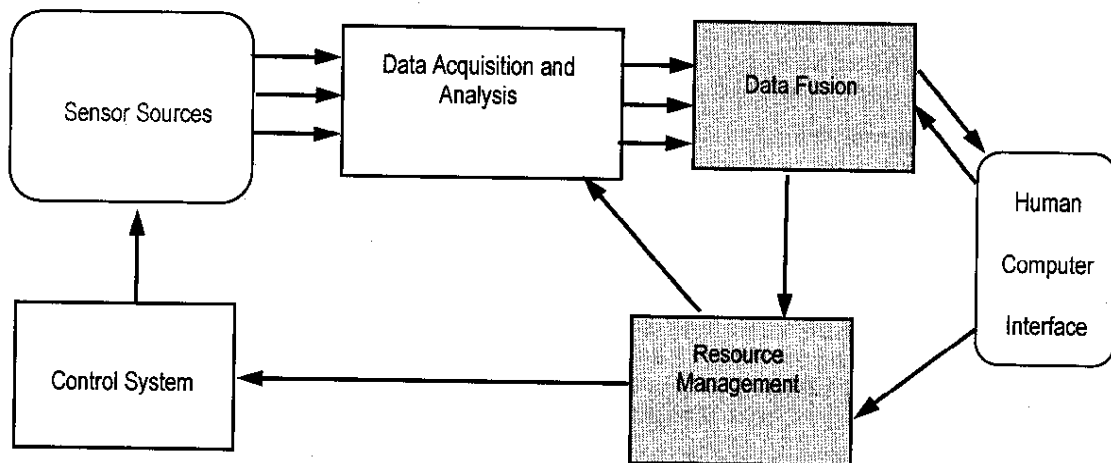 Sensor Sources
Data Acquisition and
Analysis
Data Fusion
Human
Computer
Interface
Control System
Resource
Management